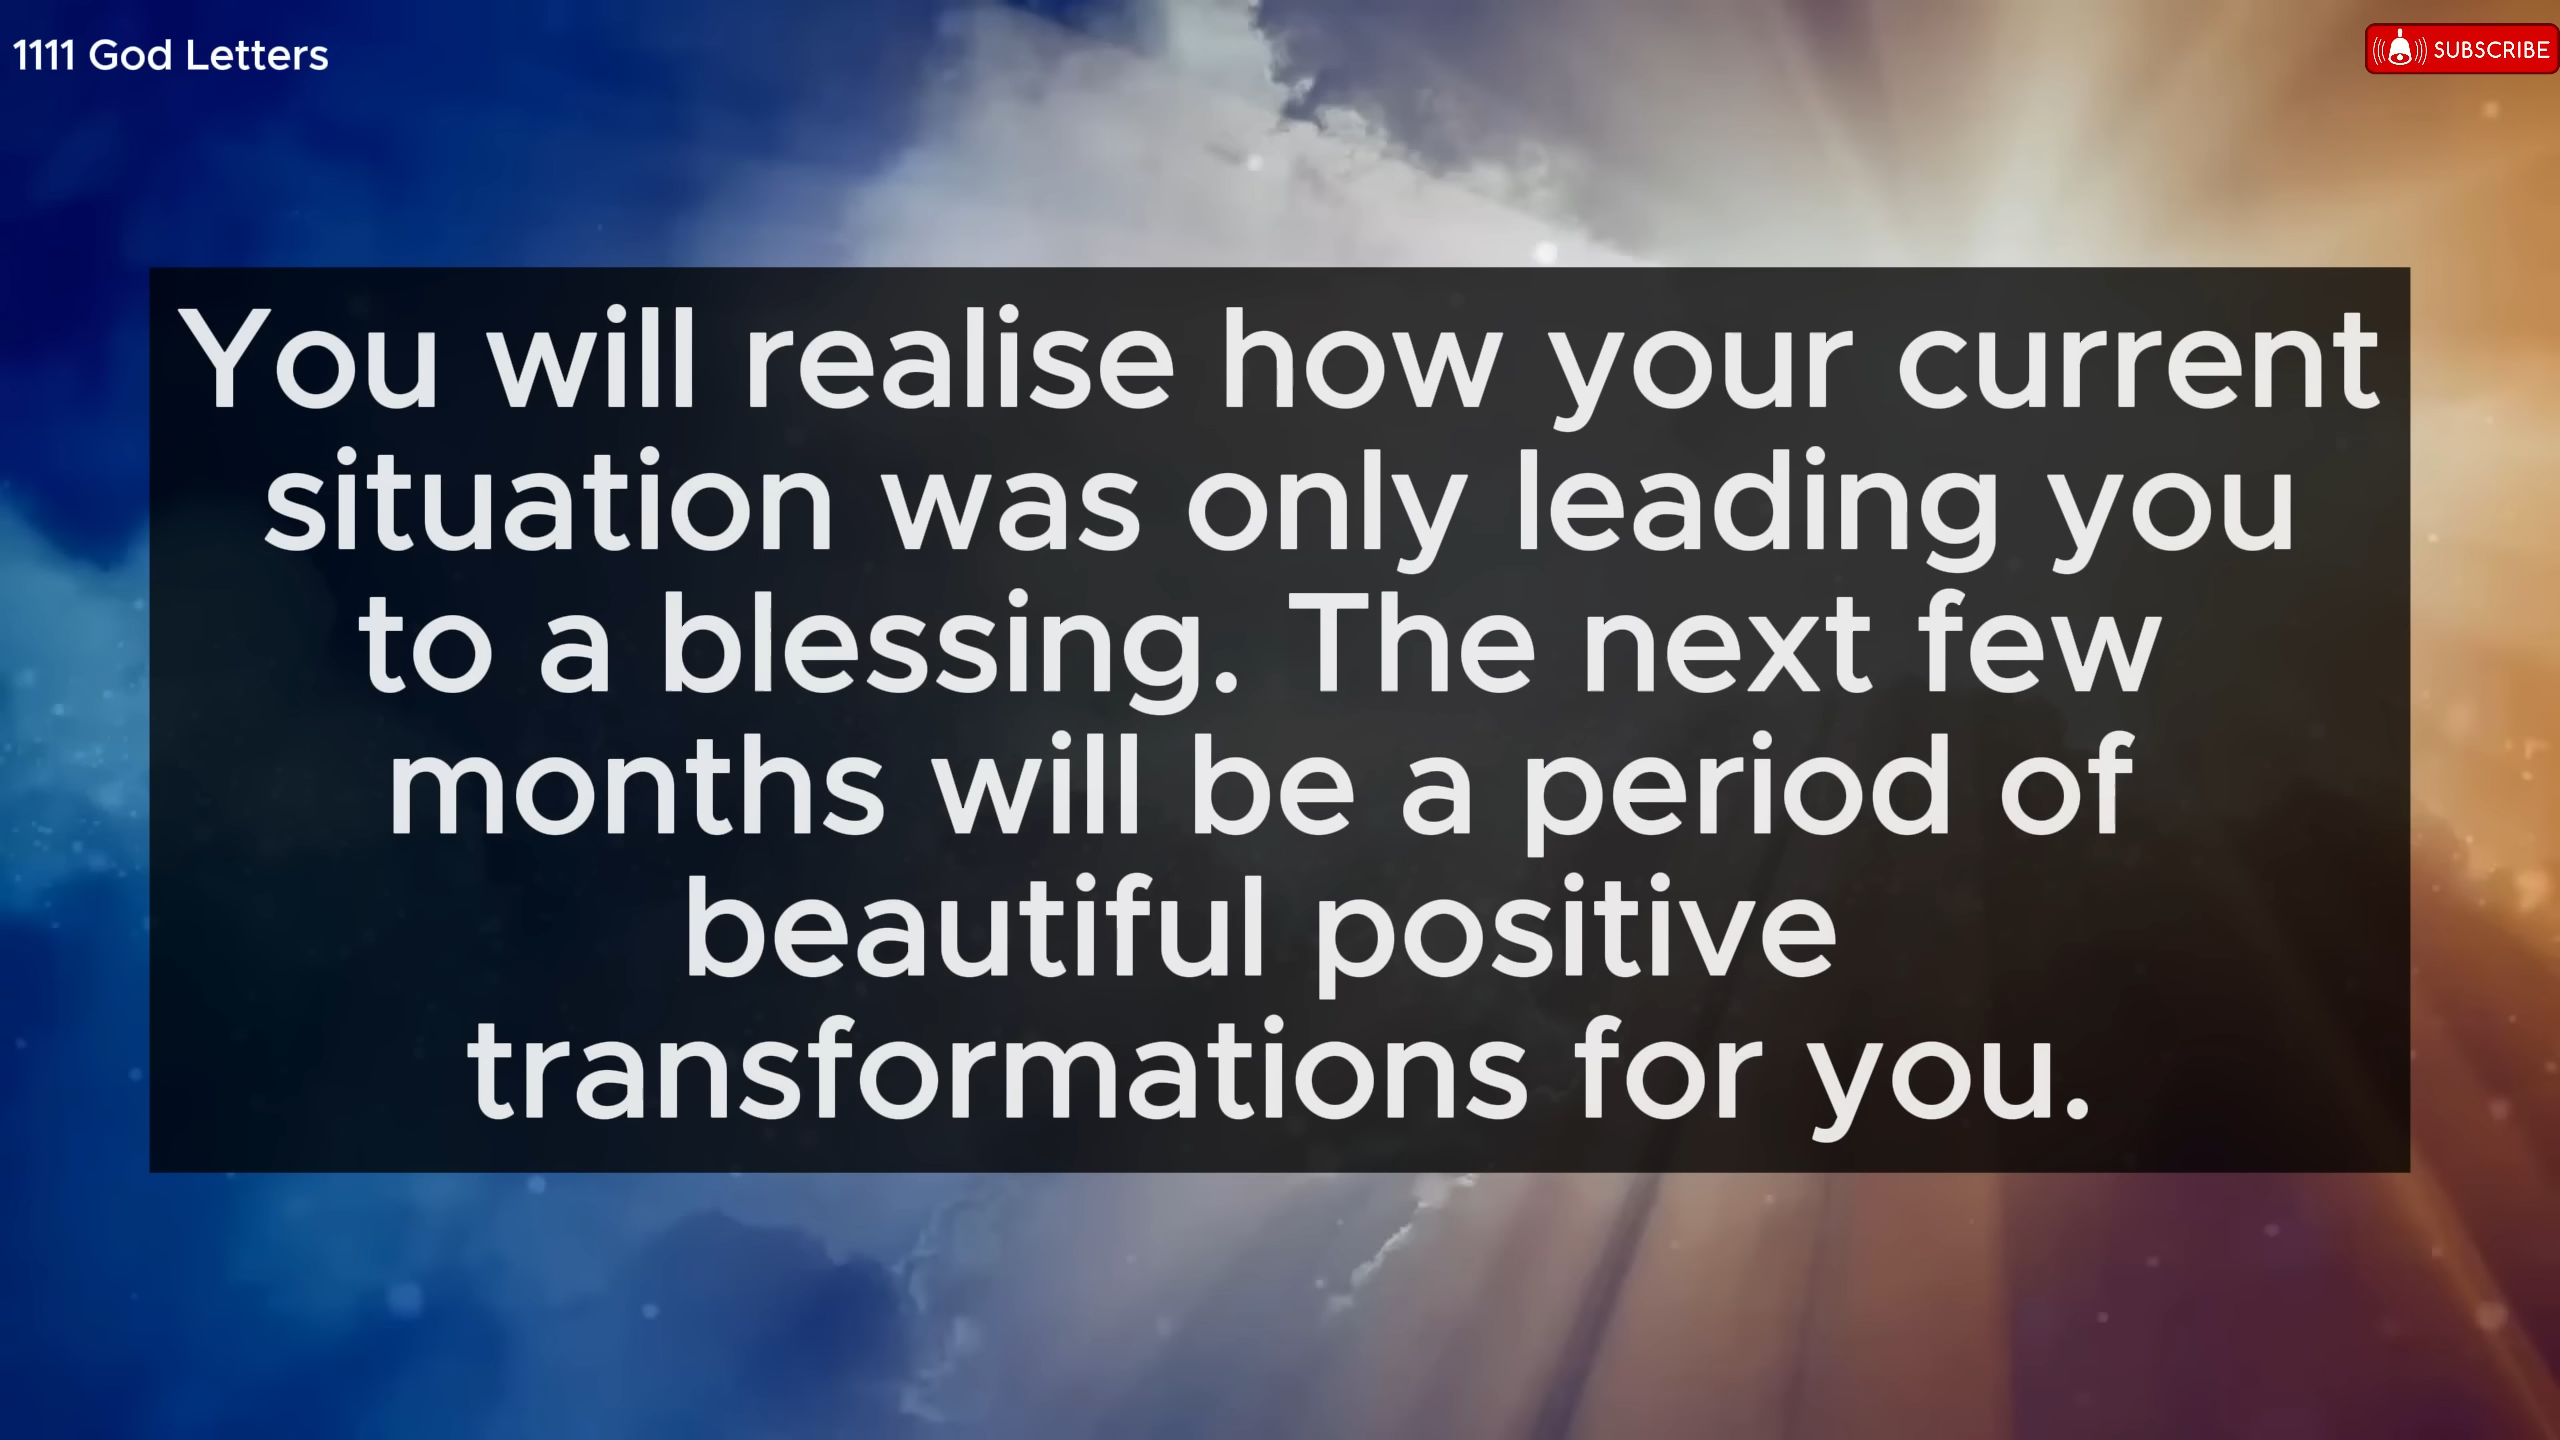 1111 God Letters
SUBSCRIBE
You will realise how your current
situation was only leading you
to a blessing. The next few
months will be a period of
beautiful positive
transformations for you.